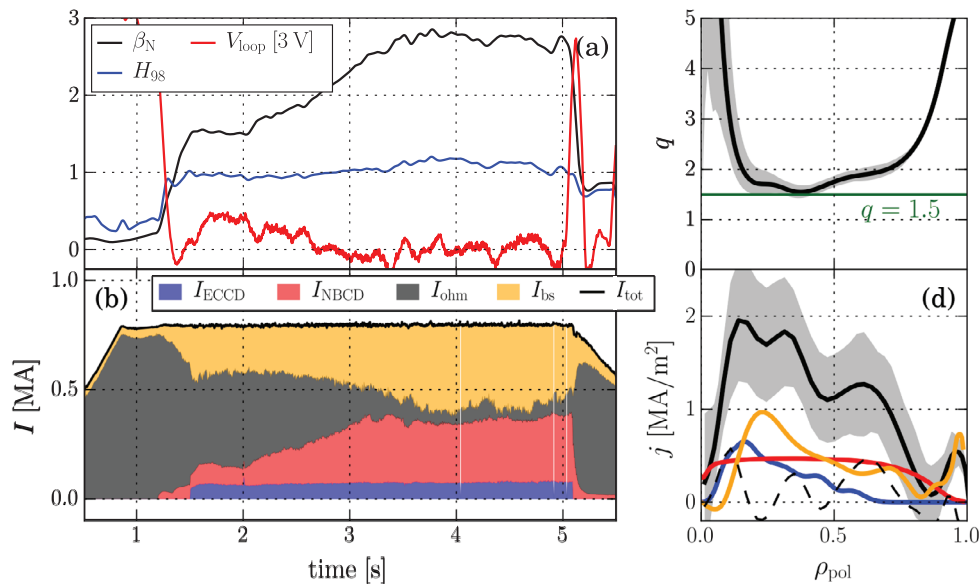 3
2
1
0
β_N
V_loop [3 V]
H_98
(a)
1.0
0.5
0.0
I [MA]
(b)
I_ECCD
I_NBCD
I_ohm
I_bs
I_tot
1
2
3
4
5
time [s]
5
4
3
2
1
0
q
(c)
q = 1.5
2
1
0
j [MA/m²]
(d)
0.0
0.5
1.0
ρ_pol